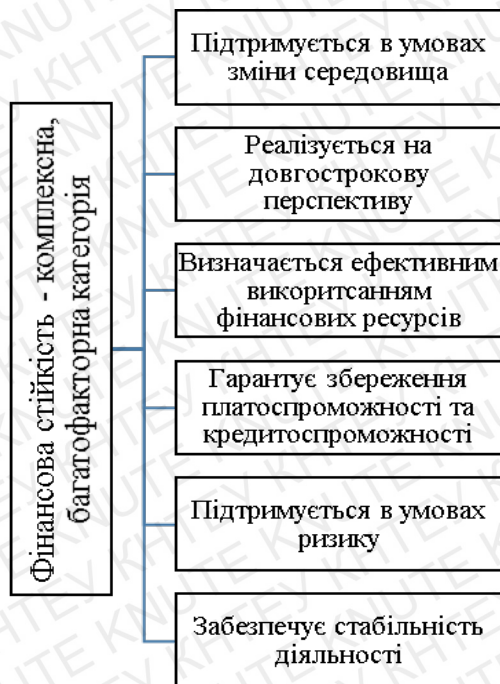 Фінансова стійкість - комплексна,
багатофакторна категорія
Підтримується в умовах
зміни середовища
Реалізується на
довгострокову
перспективу
Визначається ефективним
викоритсанням
фінансових ресурсів
Гарантує збереження
платоспроможності та
кредитоспроможності
Підтримується в умовах
ризику
Забезпечує стабільність
діяльності